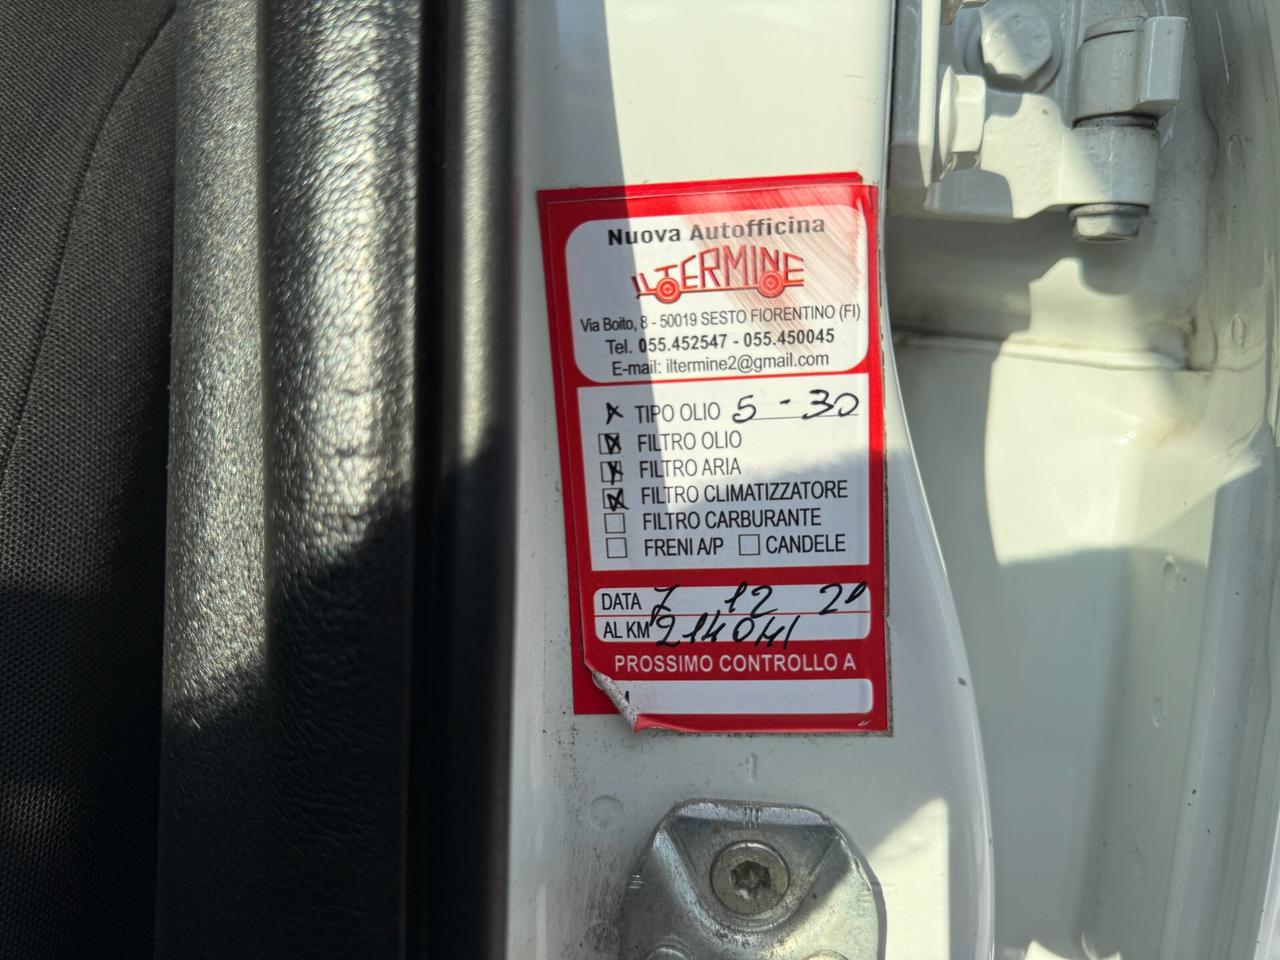 Nuova Autofficina
IL TERMINE
Via Boito, 8 - 50019 SESTO FIORENTINO (FI)
Tel. 055.452547 - 055.450045
E-mail: iltermine2@gmail.com
TIPO OLIO 5 - 30
FILTRO OLIO
FILTRO ARIA
FILTRO CLIMATIZZATORE
FILTRO CARBURANTE
FRENI A/P CANDELE
DATA 7 12
AL KM 214041
PROSSIMO CONTROLLO A